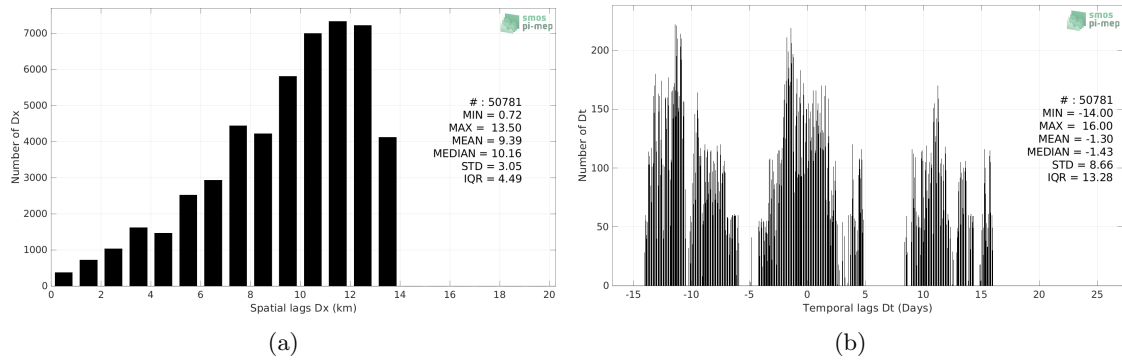 Number of Dx
7000
6000
5000
4000
3000
2000
1000
0
0 2 4 6 8 10 12 14 16 18 20
Spatial lags Dx (km)
smos
pi-mep
# : 50781
MIN = 0.72
MAX = 13.50
MEAN = 9.39
MEDIAN = 10.16
STD = 3.05
IQR = 4.49
(a)
Number of Dt
200
150
100
50
0
-15 -10 -5 0 5 10 15 20 25
Temporal lags Dt (Days)
smos
pi-mep
# : 50781
MIN = -14.00
MAX = 16.00
MEAN = -1.30
MEDIAN = -1.43
STD = 8.66
IQR = 13.28
(b)